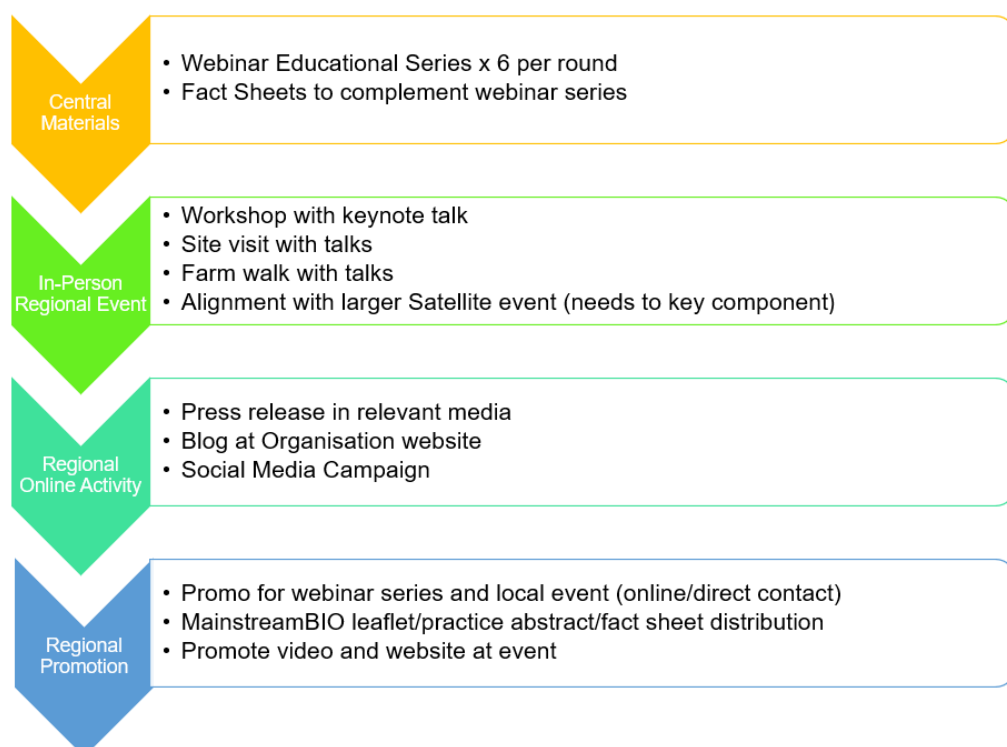 Central
Materials
• Webinar Educational Series x 6 per round
• Fact Sheets to complement webinar series
In-Person
Regional Event
• Workshop with keynote talk
• Site visit with talks
• Farm walk with talks
• Alignment with larger Satellite event (needs to key component)
Regional
Online Activity
• Press release in relevant media
• Blog at Organisation website
• Social Media Campaign
Regional
Promotion
• Promo for webinar series and local event (online/direct contact)
• MainstreamBIO leaflet/practice abstract/fact sheet distribution
• Promote video and website at event